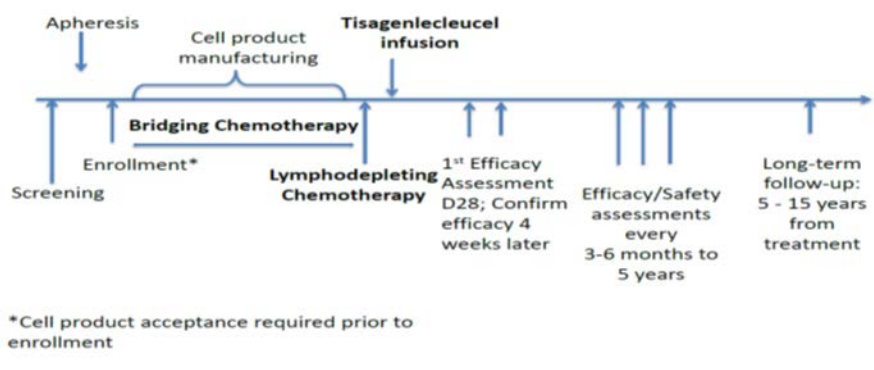 Apheresis
Cell product
manufacturing
Tisagenlecleucel
infusion
Bridging Chemotherapy
Enrollment*
Screening
Lymphodepleting
Chemotherapy
1st Efficacy
Assessment
D28; Confirm
efficacy 4
weeks later
Efficacy/Safety
assessments
every
3-6 months to
5 years
Long-term
follow-up:
5 - 15 years
from
treatment
*Cell product acceptance required prior to
enrollment